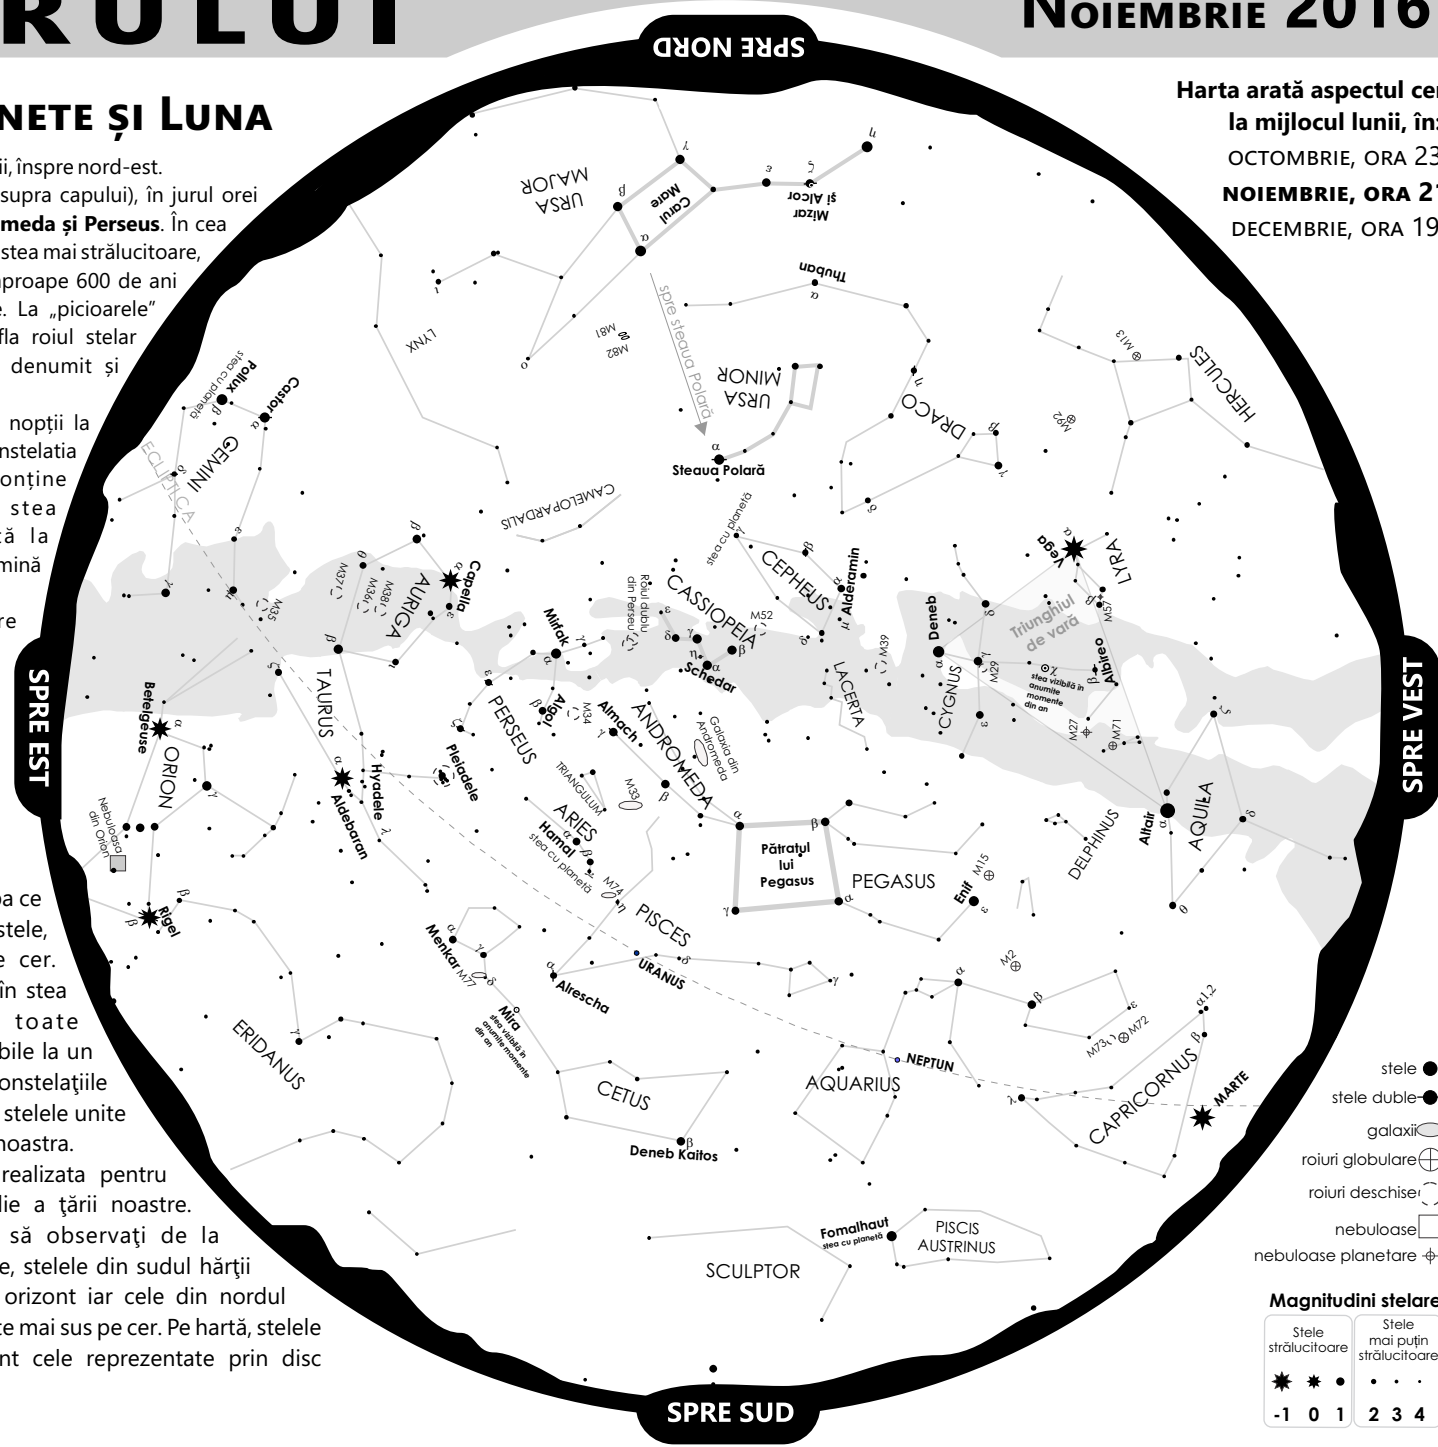 RULUI
NOIEMBRIE 2016
NETE ȘI LUNA
ii, înspre nord-est.
supra capului), în jurul orei
meda și Perseus. În cea
stea mai strălucitoare,
aproape 600 de ani
e. La „picioarele”
fla roiul stelar
denumit și
nopții la
nstelatia
onține
stea
tă la
mină
re
pa ce
stele,
e cer.
în stea
toate
bile la un
onstelaţiile
stelele unite
noastra.
realizata pentru
die a ţării noastre.
să observaţi de la
e, stelele din sudul hărţii
orizont iar cele din nordul
te mai sus pe cer. Pe hartă, stelele
nt cele reprezentate prin disc
Harta arată aspectul cer
la mijlocul lunii, în:
OCTOMBRIE, ORA 23
NOIEMBRIE, ORA 21
DECEMBRIE, ORA 19
SPRE NORD
SPRE EST
SPRE VEST
SPRE SUD
URSA
MAJOR
γ
β
α
Carul
Mare
ε
ζ
η
Mizar
și Alcor
ι
ο
LYNX
M81
M82
spre steaua Polară
Thuban
α
URSA
MINOR
α
Steaua Polară
DRACO
η
β
γ
δ
HERCULES
M13
M92
Pollux
stea cu planetă
β
Castor
α
GEMINI
δ
ε
γ
η
ECLIPTICA
M35
CAMELOPARDALIS
β
θ
M37
M36
M38
AURIGA
Capella
α
ε
ι
β
stea cu planetă
γ
CEPHEUS
β
α
Alderamin
μ
δ
CASSIOPEIA
Roiul dublu
din Perseu
ε
δ
γ
η
α
β
Schedar
M52
Mirfak
α
γ
ε
PERSEUS
β
Algol
M34
ζ
Almach
γ
ANDROMEDA
Galaxia din
Andromeda
β
α
LACERTA
M39
Deneb
α
CYGNUS
γ
M29
δ
ε
Triunghiul
de vară
χ
stea vizibilă în
anumite
momente
din an
Vega
α
LYRA
β
M57
Albireo
β
M27
M71
Altair
α
AQUILA
ζ
δ
θ
DELPHINUS
Betelgeuse
α
ORION
γ
Nebuloasa
din Orion
Rigel
β
β
TAURUS
ζ
α
Aldebaran
Hyadele
λ
Pleiadele
TRIANGULUM
M33
ARIES
α
Hamal
stea cu planetă
β
γ
M74
η
PISCES
Pătrațul
lui
Pegasus
β
γ
α
PEGASUS
Enif
ε
M15
Menkar
α
γ
M77
δ
Mira
ο
stea vizibilă în
anumite momente
din an
α
Alrescha
URANUS
δ
γ
M2
α
β
ε
M73
M72
α1,2
β
ERIDANUS
γ
CETUS
β
Deneb Kaitos
AQUARIUS
NEPTUN
λ
CAPRICORNUS
MARTE
Fomalhaut
stea cu planetă
PISCIS
AUSTRINUS
SCULPTOR
stele
stele duble
galaxii
roiuri globulare
roiuri deschise
nebuloase
nebuloase planetare
Magnitudini stelare
Stele
strălucitoare
Stele
mai puțin
strălucitoare
-1 0 1 2 3 4